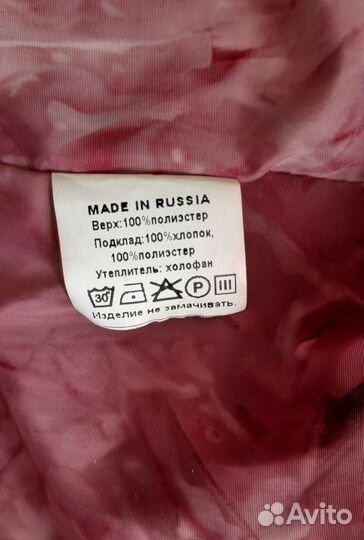 MADE IN RUSSIA
Верх:100%полиэстер
Подклад:100%хлопок,
100%полиэстер
Утеплитель: холофан
30° P
Изделие не замачивать.
Avito